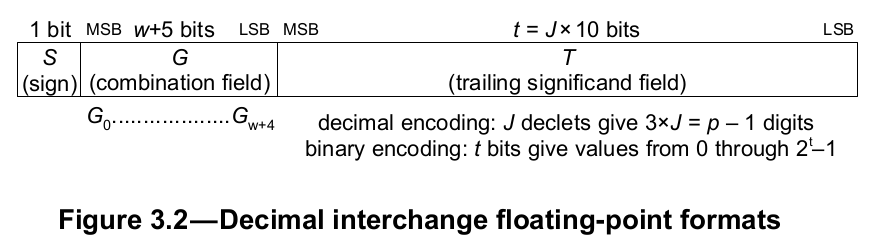 1 bit MSB w+5 bits LSB MSB t = J × 10 bits LSB
S G T
(sign) (combination field) (trailing significand field)
G0...................Gw+4 decimal encoding: J declets give 3×J = p – 1 digits
binary encoding: t bits give values from 0 through 2^t–1
Figure 3.2—Decimal interchange floating-point formats